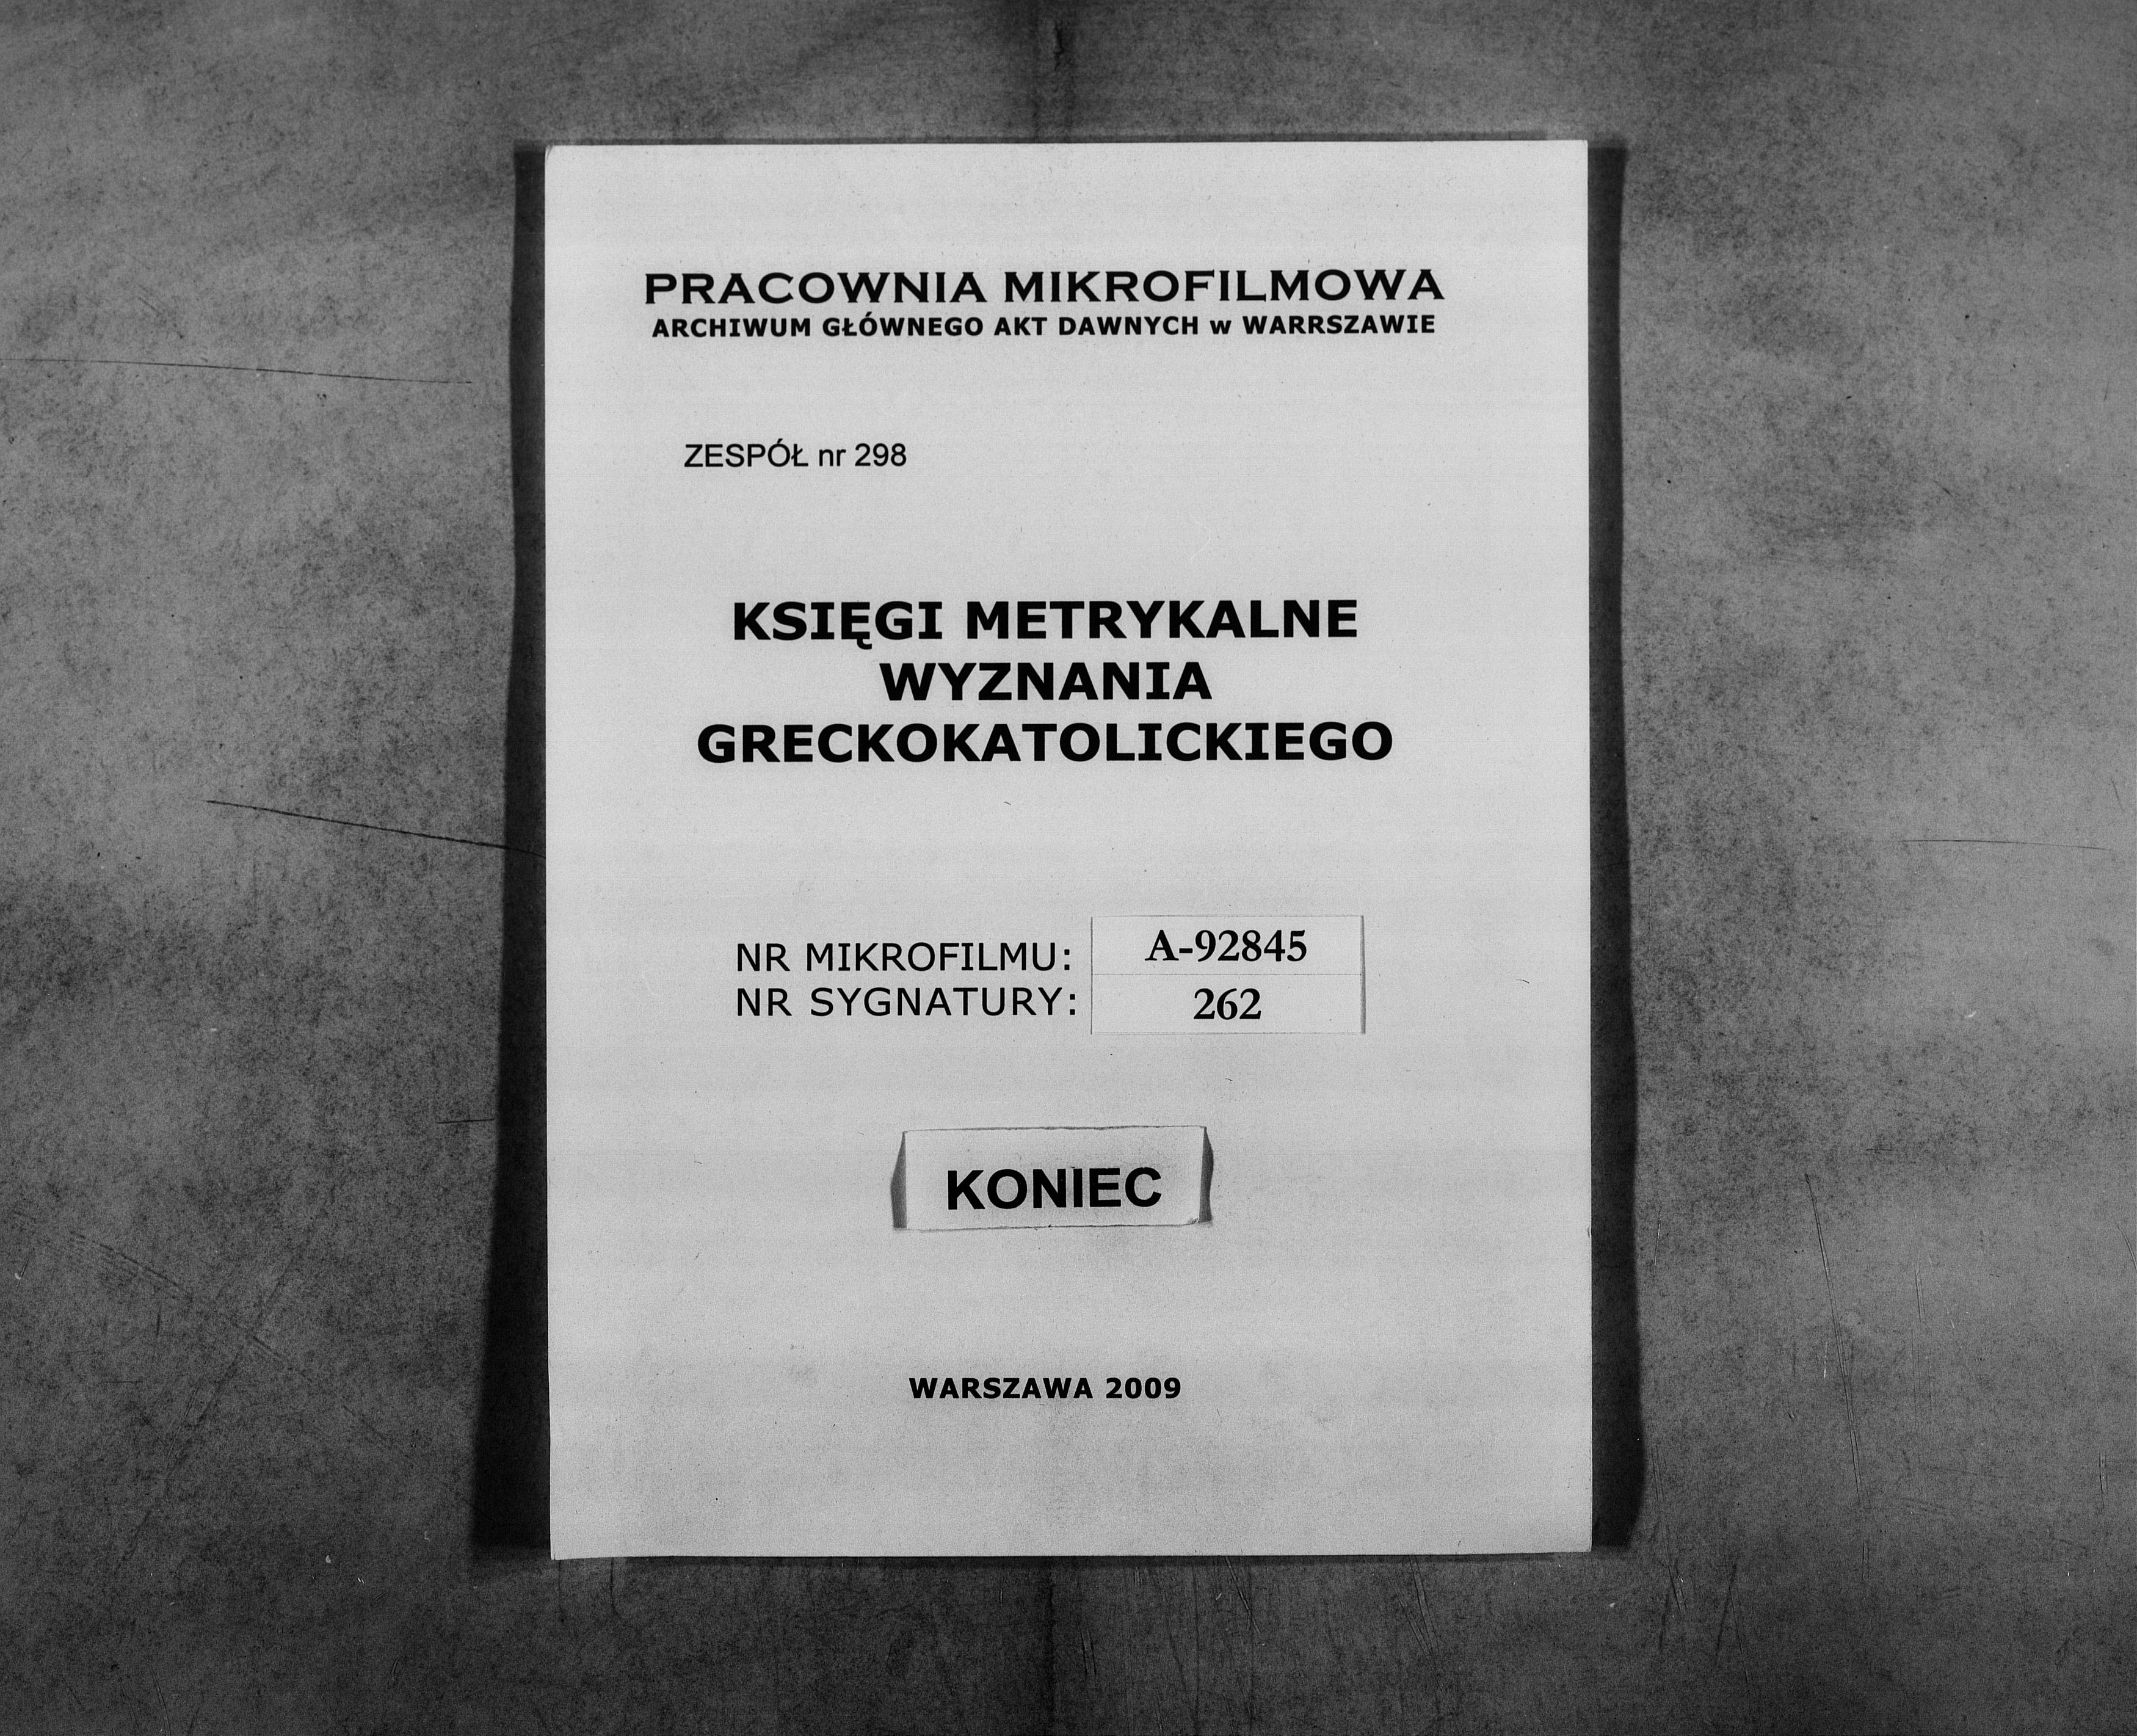 PRACOWNIA MIKROFILMOWA
ARCHIWUM GŁÓWNEGO AKT DAWNYCH w WARRSZAWIE
ZESPÓŁ nr 298
KSIĘGI METRYKALNE
WYZNANIA
GRECKOKATOLICKIEGO
NR MIKROFILMU: A-92845
NR SYGNATURY: 262
KONIEC
WARSZAWA 2009